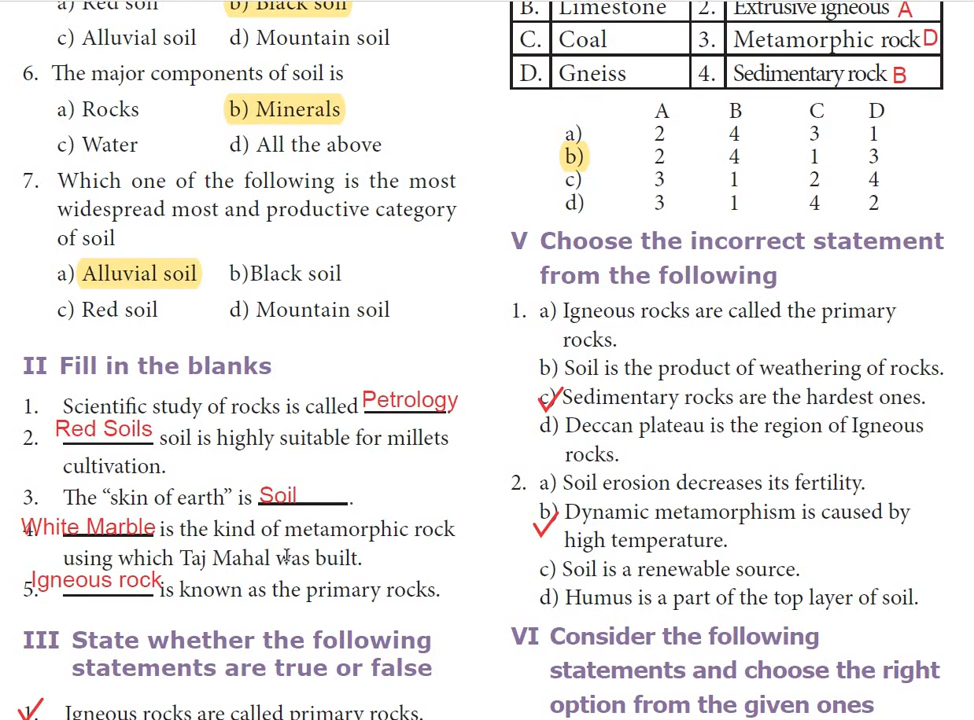 a) Red soil b) Black soil
c) Alluvial soil d) Mountain soil
6. The major components of soil is
a) Rocks b) Minerals
c) Water d) All the above
7. Which one of the following is the most
widespread most and productive category
of soil
a) Alluvial soil b)Black soil
c) Red soil d) Mountain soil
II Fill in the blanks
1. Scientific study of rocks is called Petrology.
2. Red Soils soil is highly suitable for millets
cultivation.
3. The “skin of earth” is Soil.
4. White Marble is the kind of metamorphic rock
using which Taj Mahal was built.
5. Igneous rock is known as the primary rocks.
III State whether the following
statements are true or false
1. Igneous rocks are called primary rocks.
B. Limestone 2. Extrusive igneous A
C. Coal 3. Metamorphic rock D
D. Gneiss 4. Sedimentary rock B
A B C D
a) 2 4 3 1
b) 2 4 1 3
c) 3 1 2 4
d) 3 1 4 2
V Choose the incorrect statement
from the following
1. a) Igneous rocks are called the primary
rocks.
b) Soil is the product of weathering of rocks.
c) Sedimentary rocks are the hardest ones.
d) Deccan plateau is the region of Igneous
rocks.
2. a) Soil erosion decreases its fertility.
b) Dynamic metamorphism is caused by
high temperature.
c) Soil is a renewable source.
d) Humus is a part of the top layer of soil.
VI Consider the following
statements and choose the right
option from the given ones